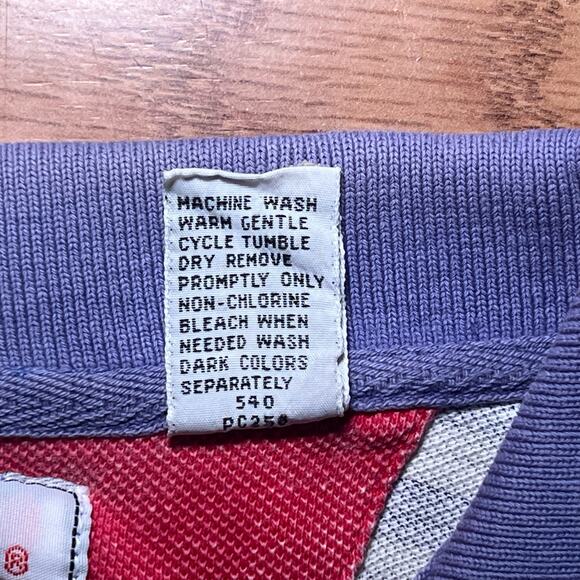 MACHINE WASH
WARM GENTLE
CYCLE TUMBLE
DRY REMOVE
PROMPTLY ONLY
NON-CHLORINE
BLEACH WHEN
NEEDED WASH
DARK COLORS
SEPARATELY
540
PC250
®